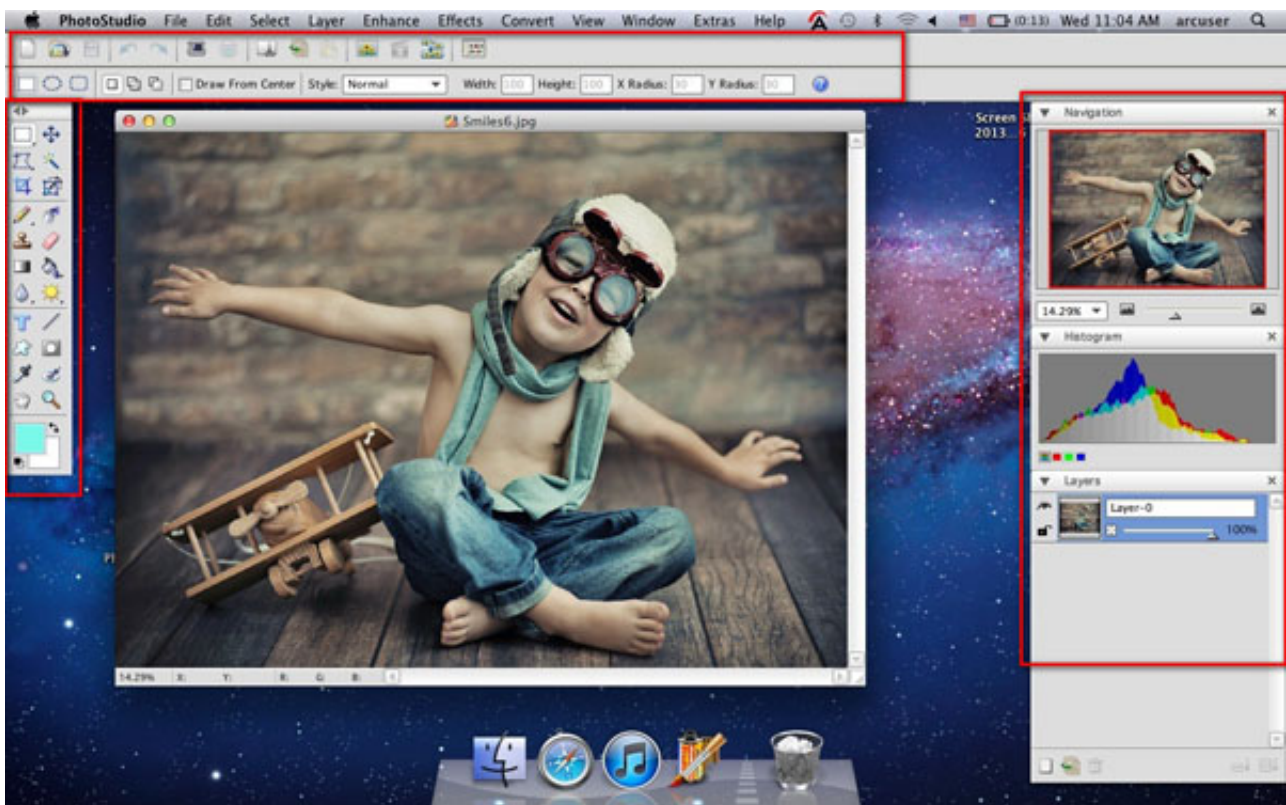 PhotoStudio File Edit Select Layer Enhance Effects Convert View Window Extras Help (0:13) Wed 11:04 AM arcuser
Draw From Center Style: Normal Width: 100 Height: 100 X Radius: 30 Y Radius: 30
Smiles6.jpg
Screen
2013...
Navigation
14.29%
Histogram
Layers
Layer-0
100%
14.29% X: Y: R: G: B: